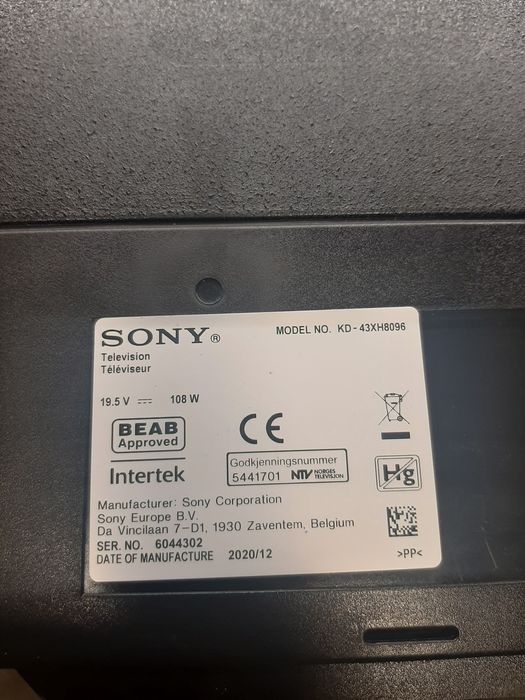 SONY®
MODEL NO. KD-43XH8096
Television
Téléviseur
19.5 V ⎓ 108 W
BEAB
Approved
CE
Intertek
Godkjenningsnummer
5441701 NTV NORGES TELEVISJON
Hg
Manufacturer: Sony Corporation
Sony Europe B.V.
Da Vincilaan 7-D1, 1930 Zaventem, Belgium
SER. NO. 6044302
DATE OF MANUFACTURE 2020/12
>PP<